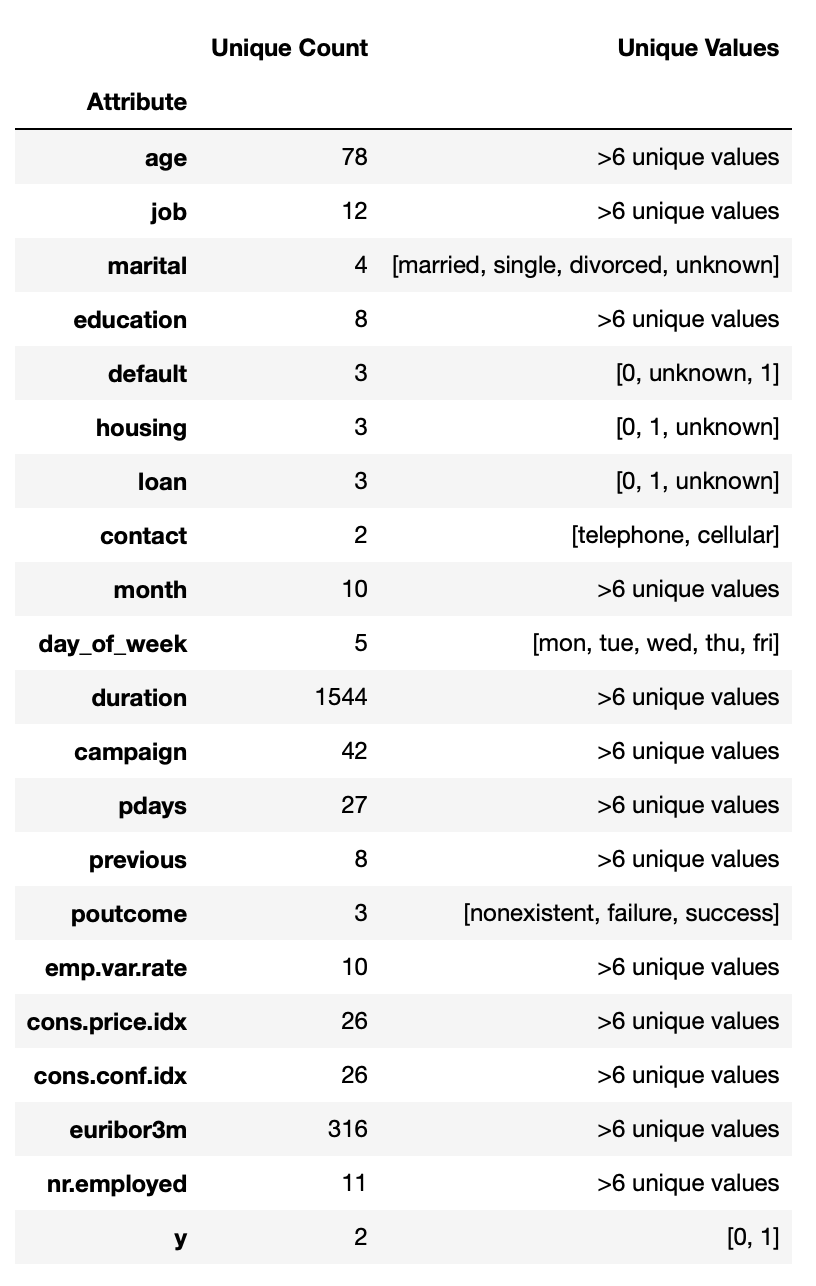 Unique Count Unique Values
Attribute
age 78 >6 unique values
job 12 >6 unique values
marital 4 [married, single, divorced, unknown]
education 8 >6 unique values
default 3 [0, unknown, 1]
housing 3 [0, 1, unknown]
loan 3 [0, 1, unknown]
contact 2 [telephone, cellular]
month 10 >6 unique values
day_of_week 5 [mon, tue, wed, thu, fri]
duration 1544 >6 unique values
campaign 42 >6 unique values
pdays 27 >6 unique values
previous 8 >6 unique values
poutcome 3 [nonexistent, failure, success]
emp.var.rate 10 >6 unique values
cons.price.idx 26 >6 unique values
cons.conf.idx 26 >6 unique values
euribor3m 316 >6 unique values
nr.employed 11 >6 unique values
y 2 [0, 1]